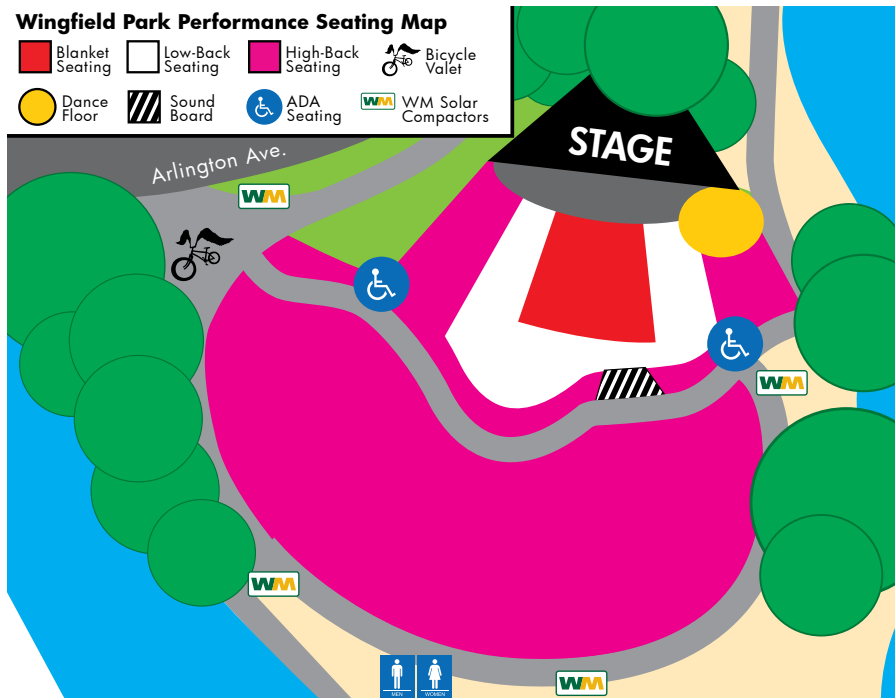 Wingfield Park Performance Seating Map
Blanket
Seating
Low-Back
Seating
High-Back
Seating
Bicycle
Valet
Dance
Floor
Sound
Board
ADA
Seating
WM
WM Solar
Compactors
Arlington Ave.
STAGE
WM
WM
WM
MEN
WOMEN
WM